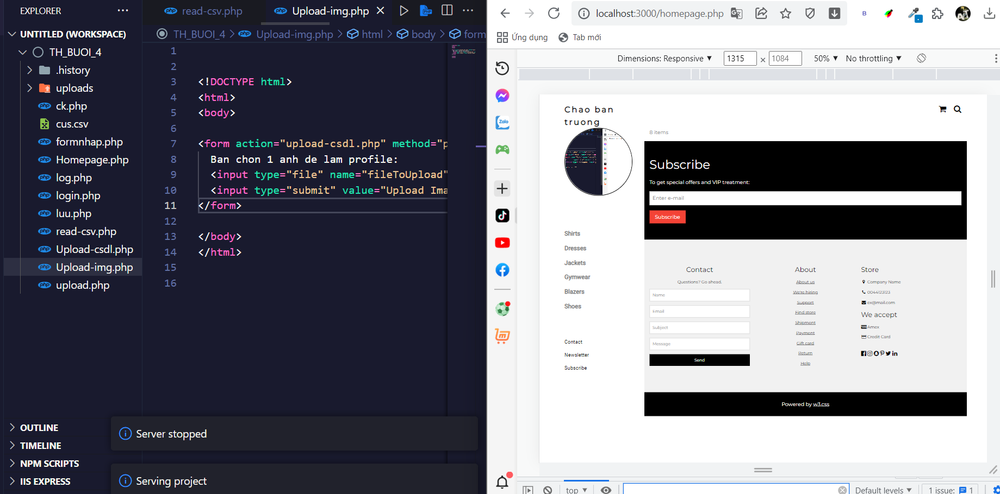 EXPLORER
UNTITLED (WORKSPACE)
TH_BUOI_4
.history
uploads
ck.php
cus.csv
formnhap.php
Homepage.php
log.php
login.php
luu.php
read-csv.php
Upload-csdl.php
Upload-img.php
upload.php
OUTLINE
TIMELINE
NPM SCRIPTS
IIS EXPRESS
read-csv.php
Upload-img.php
TH_BUOI_4 > Upload-img.php > html > body > form
1
2
3 <!DOCTYPE html>
4 <html>
5 <body>
6
7 <form action="upload-csdl.php" method="p
8 Ban chon 1 anh de lam profile:
9 <input type="file" name="fileToUpload"
10 <input type="submit" value="Upload Ima
11 </form>
12
13 </body>
14 </html>
15
16
Server stopped
Serving project
localhost:3000/homepage.php
Ứng dụng
Tab mới
Dimensions: Responsive ▼ 1315 × 1084 50% ▼ No throttling ▼
Zalo
Chao ban
truong
8 items
Subscribe
To get special offers and VIP treatment:
Enter e-mail
Subscribe
Shirts
Dresses
Jackets
Gymwear
Blazers
Shoes
Contact
Newsletter
Subscribe
Contact
Questions? Go ahead.
Name
Email
Subject
Message
Send
About
About us
We're hiring
Support
Find store
Shipment
Payment
Gift card
Return
Help
Store
Company Name
0044123123
ex@mail.com
We accept
Amex
Credit Card
Powered by w3.css
top ▼
Default levels ▼
1 issue: 1